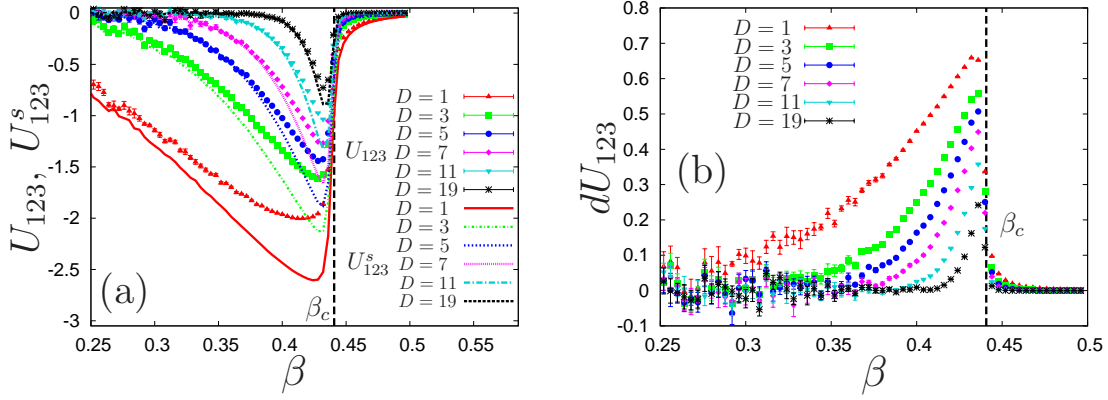 U₁₂₃, Uˢ₁₂₃
0
-0.5
-1
-1.5
-2
-2.5
-3
0.25 0.3 0.35 0.4 0.45 0.5 0.55
β
(a)
β_c
U₁₂₃
D = 1
D = 3
D = 5
D = 7
D = 11
D = 19
Uˢ₁₂₃
D = 1
D = 3
D = 5
D = 7
D = 11
D = 19
dU₁₂₃
0.8
0.7
0.6
0.5
0.4
0.3
0.2
0.1
0
-0.1
0.25 0.3 0.35 0.4 0.45 0.5
β
(b)
β_c
D = 1
D = 3
D = 5
D = 7
D = 11
D = 19